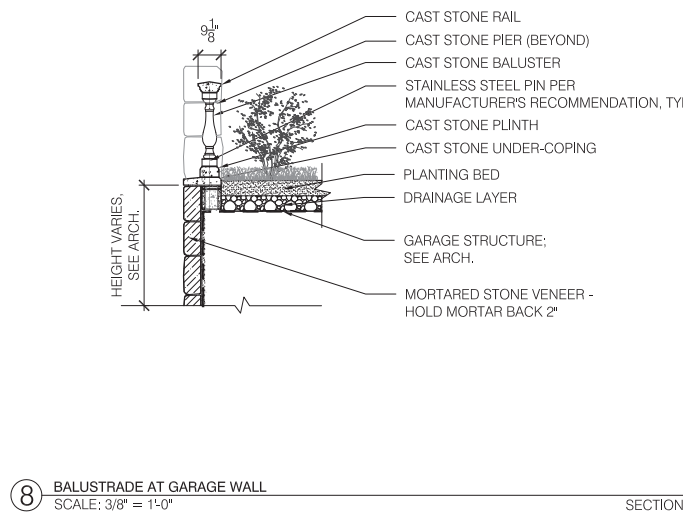 9 1/8"
CAST STONE RAIL
CAST STONE PIER (BEYOND)
CAST STONE BALUSTER
STAINLESS STEEL PIN PER
MANUFACTURER'S RECOMMENDATION, TY
CAST STONE PLINTH
CAST STONE UNDER-COPING
PLANTING BED
DRAINAGE LAYER
GARAGE STRUCTURE;
SEE ARCH.
MORTARED STONE VENEER -
HOLD MORTAR BACK 2"
HEIGHT VARIES,
SEE ARCH.
8
BALUSTRADE AT GARAGE WALL
SCALE: 3/8" = 1'-0"
SECTION